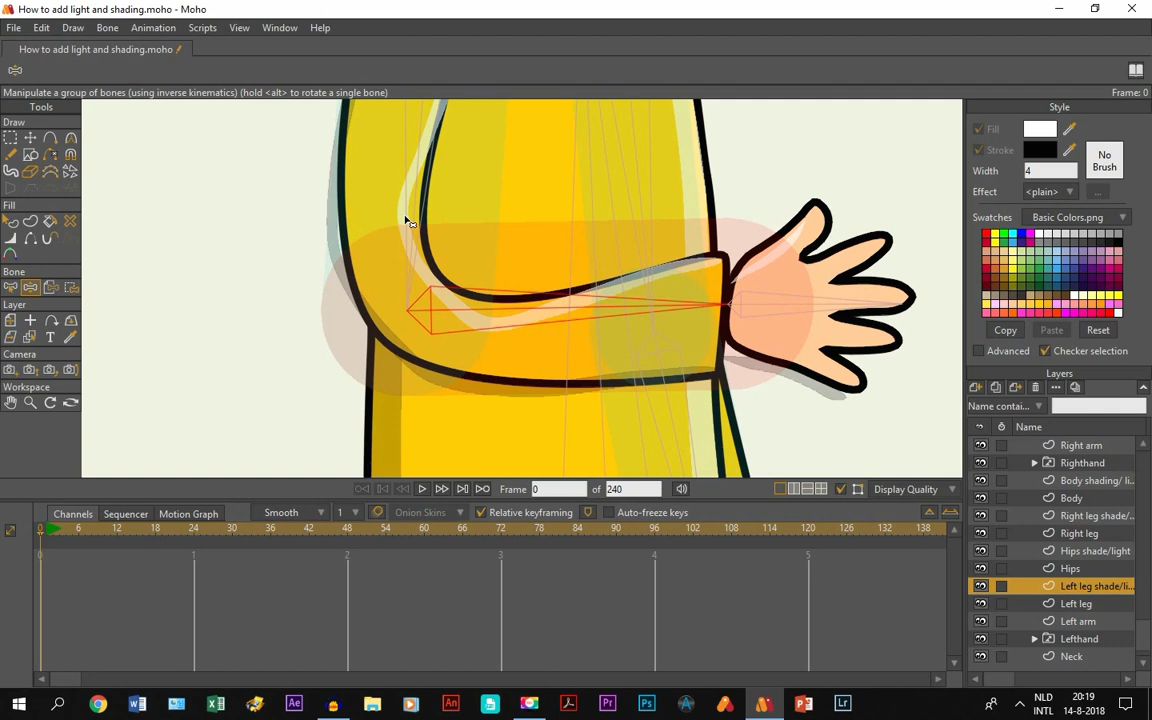 How to add light and shading.moho - Moho
File Edit Draw Bone Animation Scripts View Window Help
How to add light and shading.moho
Manipulate a group of bones (using inverse kinematics) (hold <alt> to rotate a single bone)
Frame: 0
Tools
Draw
Fill
Bone
Layer
Camera
Workspace
Style
Fill
Stroke
No Brush
Width 4
Effect <plain> ...
Swatches Basic Colors.png
Copy Paste Reset
Advanced Checker selection
Layers
Name contai...
Name
Right arm
Righthand
Body shading/ li...
Body
Right leg shade/...
Right leg
Hips shade/light
Hips
Left leg shade/li...
Left leg
Left arm
Lefthand
Neck
Frame 0 of 240
Display Quality
Channels Sequencer Motion Graph
Smooth 1 Onion Skins Relative keyframing Auto-freeze keys
0 6 12 18 24 30 36 42 48 54 60 66 72 78 84 90 96 102 108 114 120 126 132 138
0 1 2 3 4 5
NLD 20:19
INTL 14-8-2018